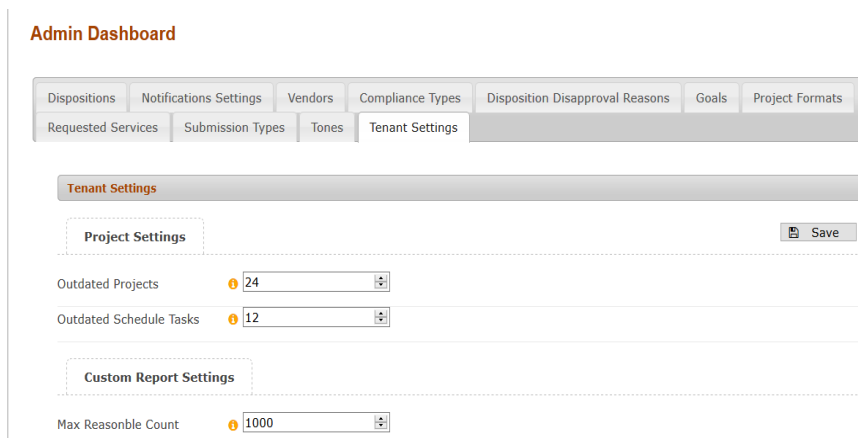 Admin Dashboard
Dispositions Notifications Settings Vendors Compliance Types Disposition Disapproval Reasons Goals Project Formats
Requested Services Submission Types Tones Tenant Settings
Tenant Settings
Project Settings Save
Outdated Projects 24
Outdated Schedule Tasks 12
Custom Report Settings
Max Reasonble Count 1000